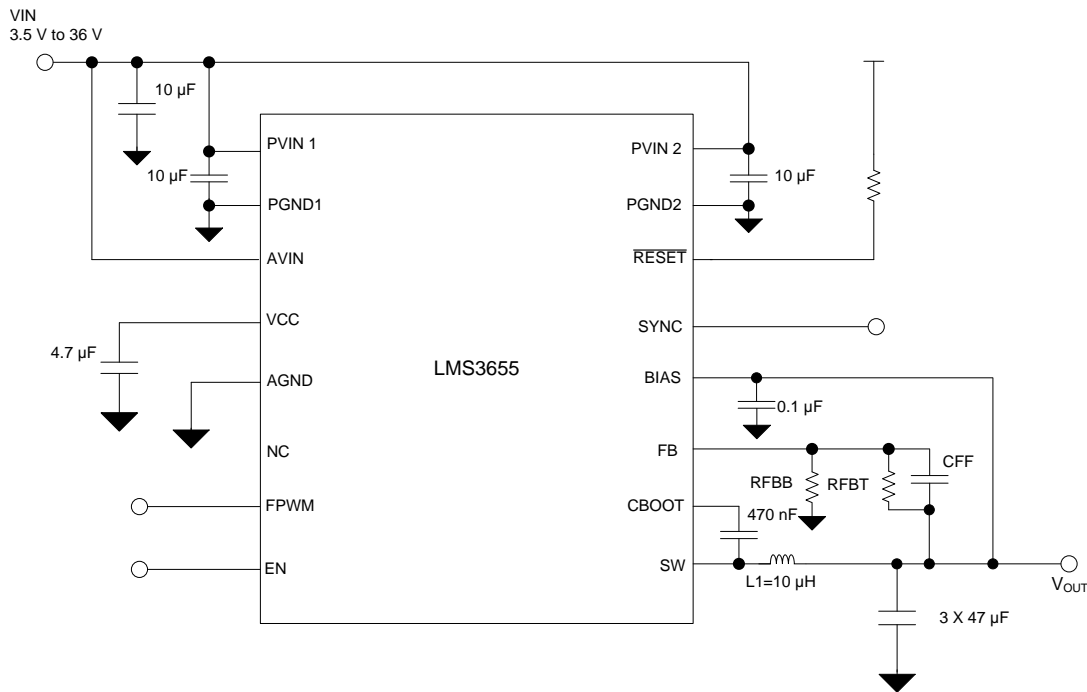 VIN
3.5 V to 36 V
10 µF
10 µF
10 µF
PVIN 1
PVIN 2
PGND1
PGND2
AVIN
RESET
VCC
SYNC
4.7 µF
LMS3655
AGND
BIAS
0.1 µF
NC
FB
CFF
RFBB
RFBT
FPWM
CBOOT
470 nF
EN
SW
L1=10 µH
VOUT
3 X 47 µF